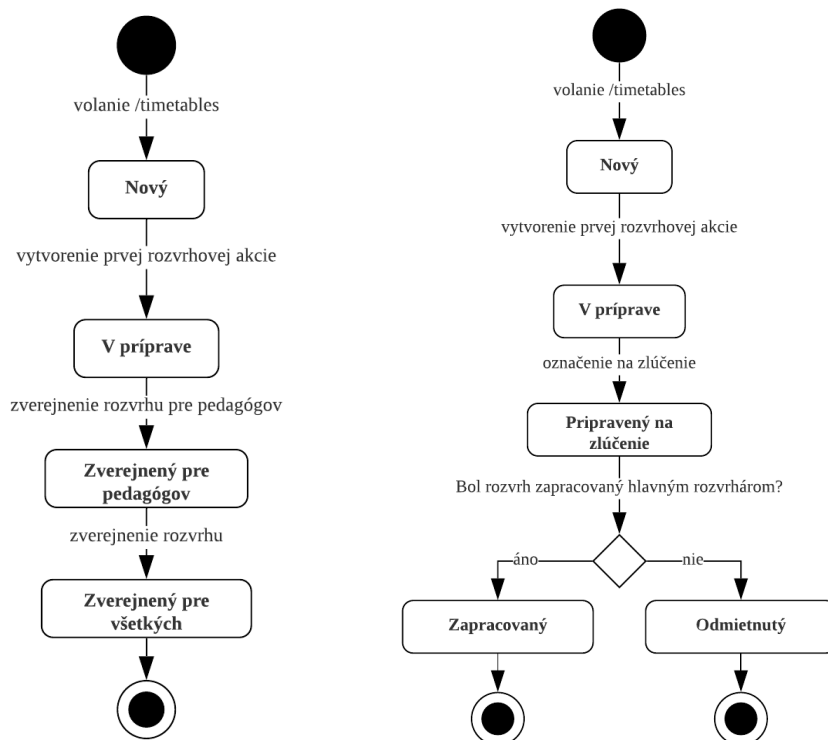 volanie /timetables
Nový
vytvorenie prvej rozvrhovej akcie
V príprave
zverejnenie rozvrhu pre pedagógov
Zverejnený pre
pedagógov
zverejnenie rozvrhu
Zverejnený pre
všetkých
volanie /timetables
Nový
vytvorenie prvej rozvrhovej akcie
V príprave
označenie na zlúčenie
Pripravený na
zlúčenie
Bol rozvrh zapracovaný hlavným rozvrhárom?
áno
nie
Zapracovaný
Odmietnutý